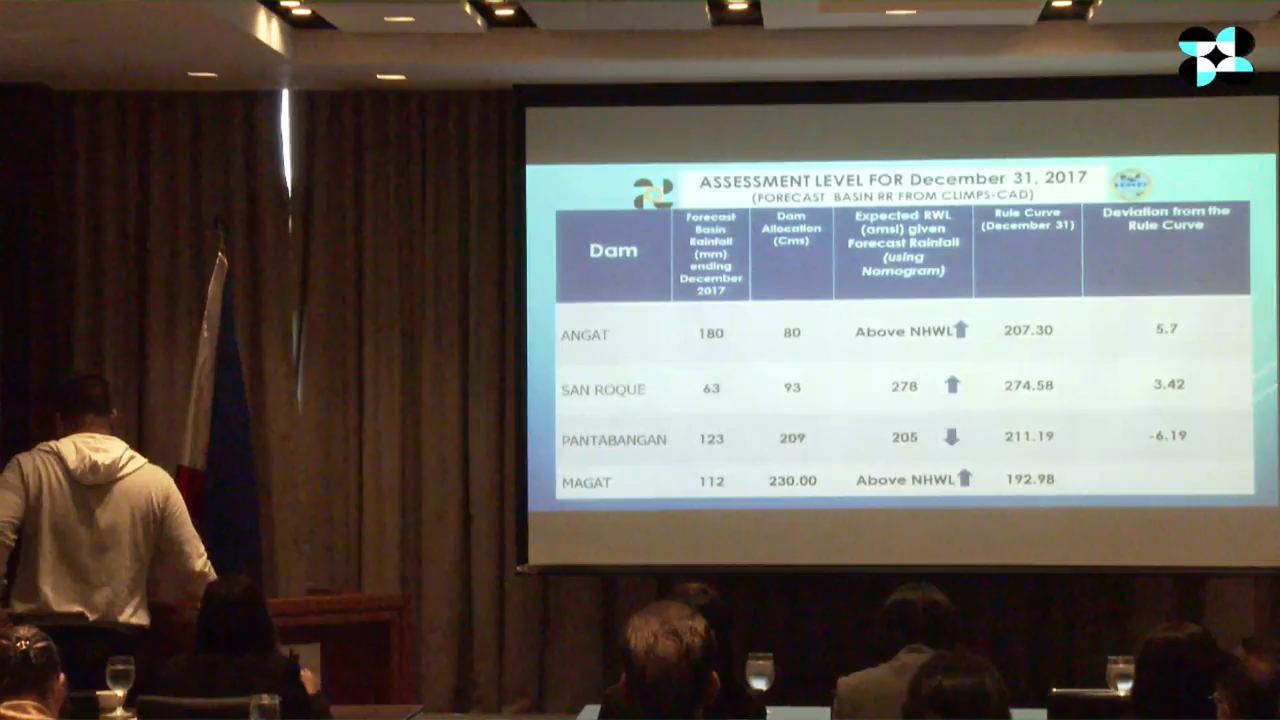 ASSESSMENT LEVEL FOR December 31, 2017
(FORECAST BASIN RR FROM CLIMPS-CAD)
Dam
Forecast Basin Rainfall (mm) ending December 2017
Dam Allocation (Cms)
Expected RWL (amsl) given Forecast Rainfall (using Nomogram)
Rule Curve (December 31)
Deviation from the Rule Curve
ANGAT 180 80 Above NHWL 207.30 5.7
SAN ROQUE 63 93 278 274.58 3.42
PANTABANGAN 123 209 205 211.19 -6.19
MAGAT 112 230.00 Above NHWL 192.98